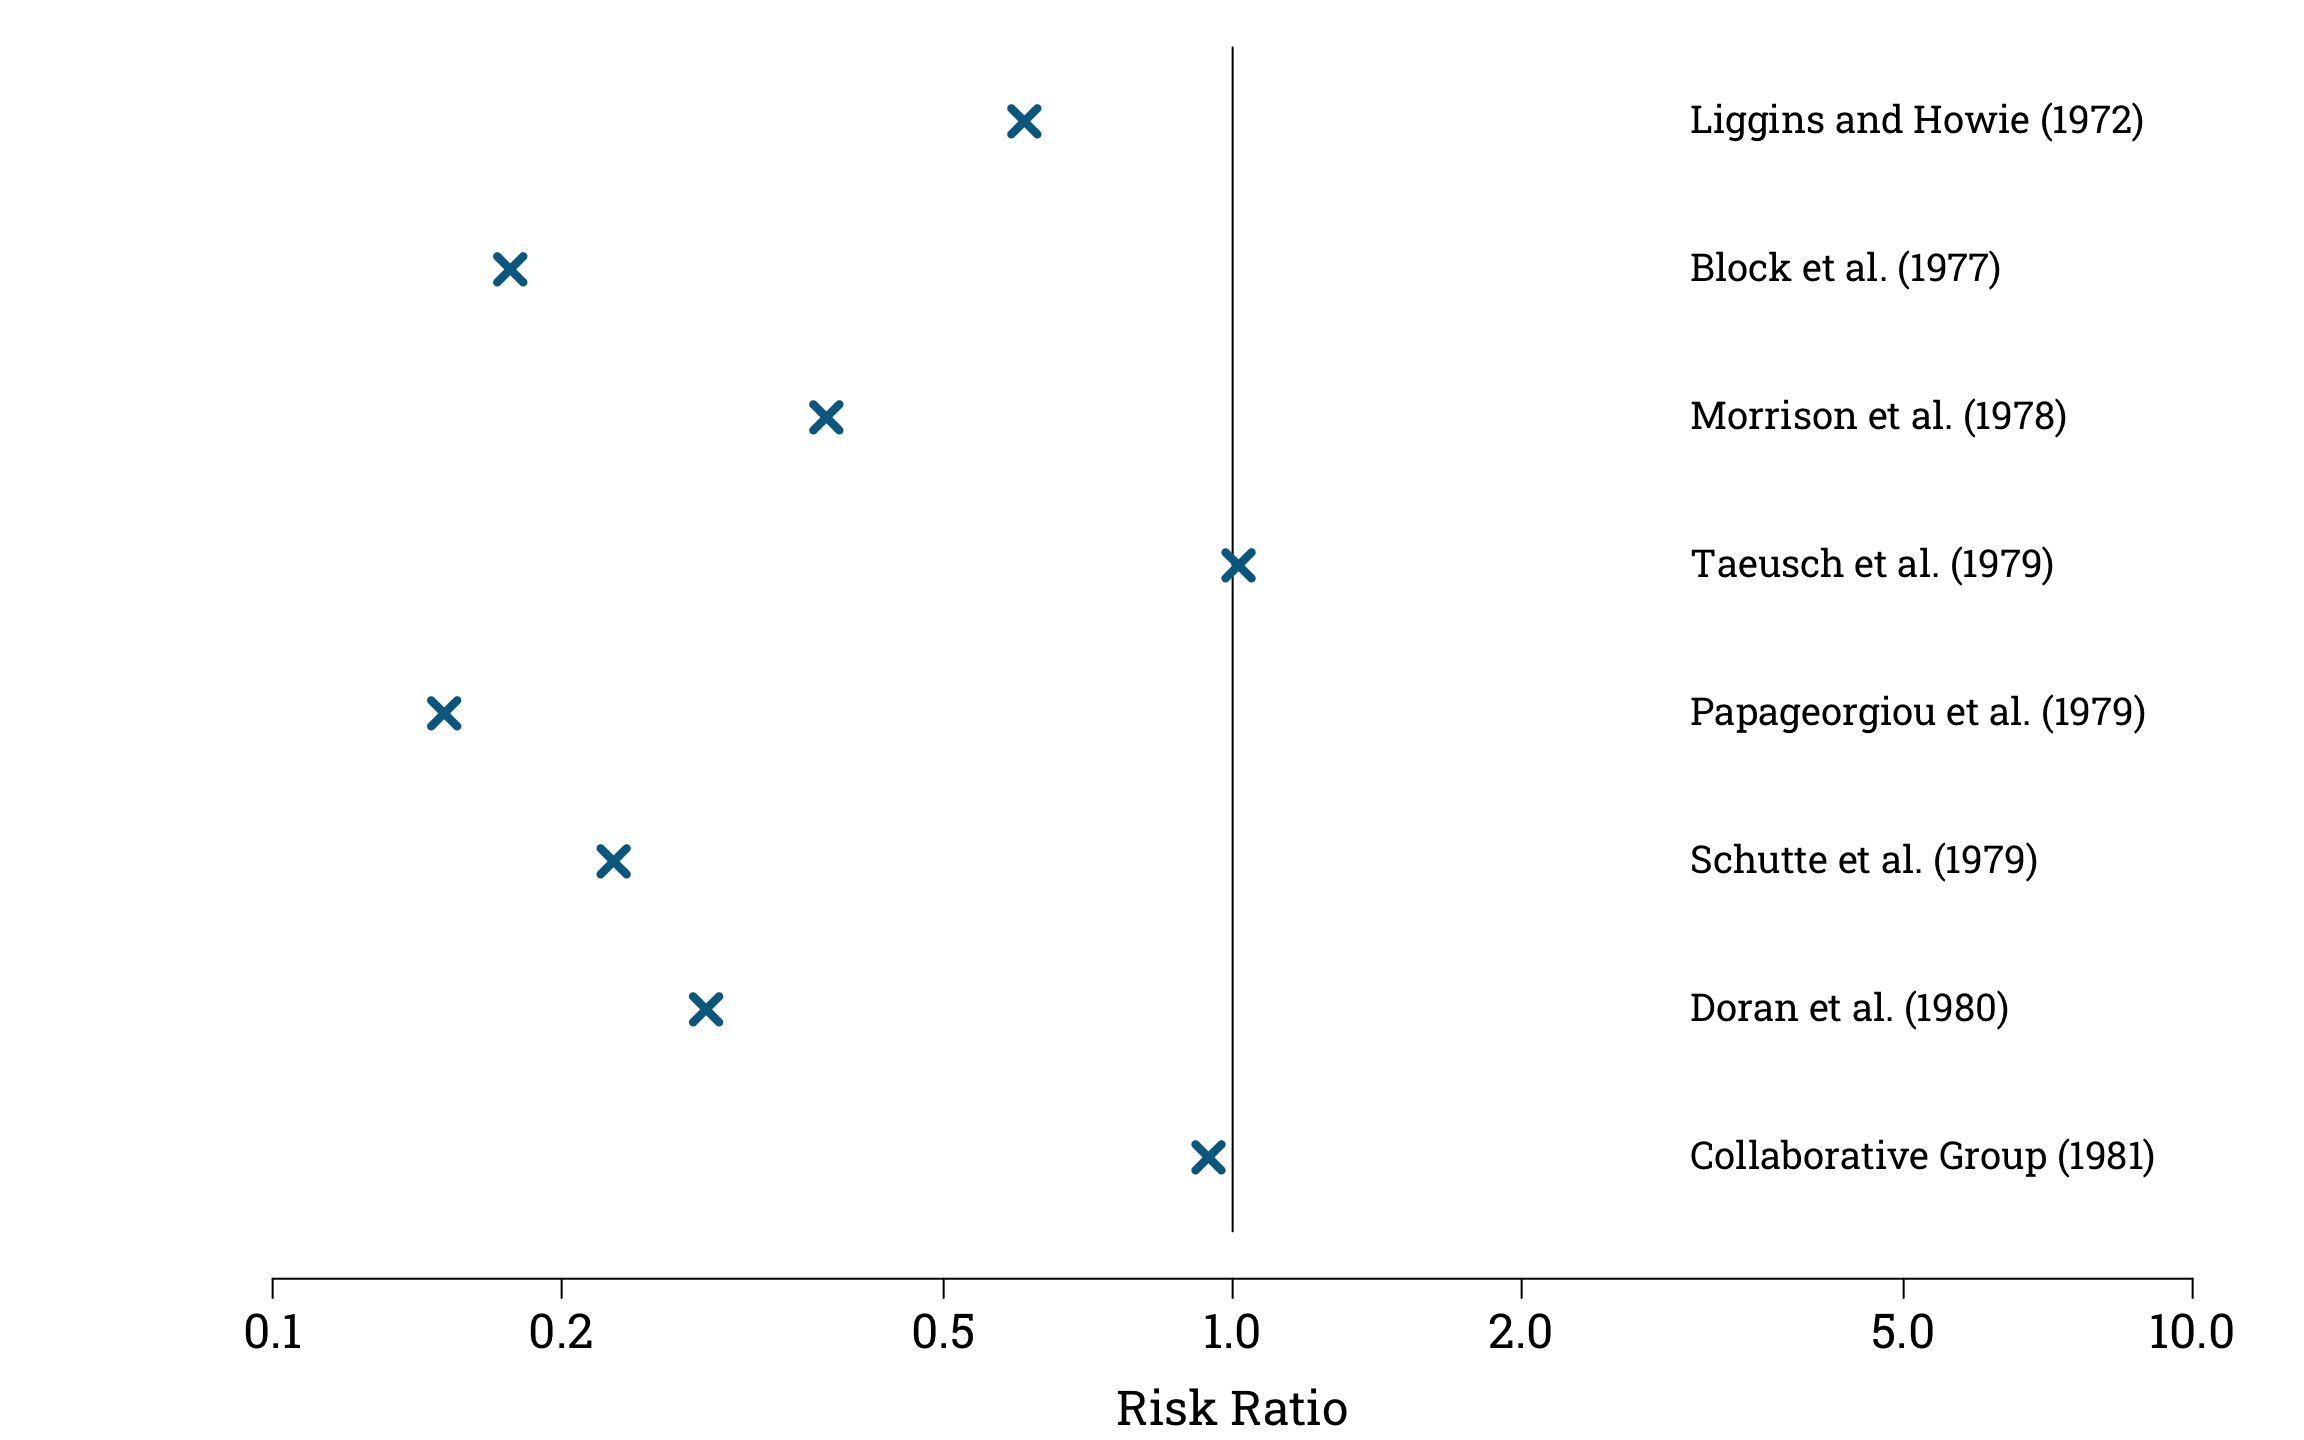 Liggins and Howie (1972)
Block et al. (1977)
Morrison et al. (1978)
Taeusch et al. (1979)
Papageorgiou et al. (1979)
Schutte et al. (1979)
Doran et al. (1980)
Collaborative Group (1981)
0.1 0.2 0.5 1.0 2.0 5.0 10.0
Risk Ratio